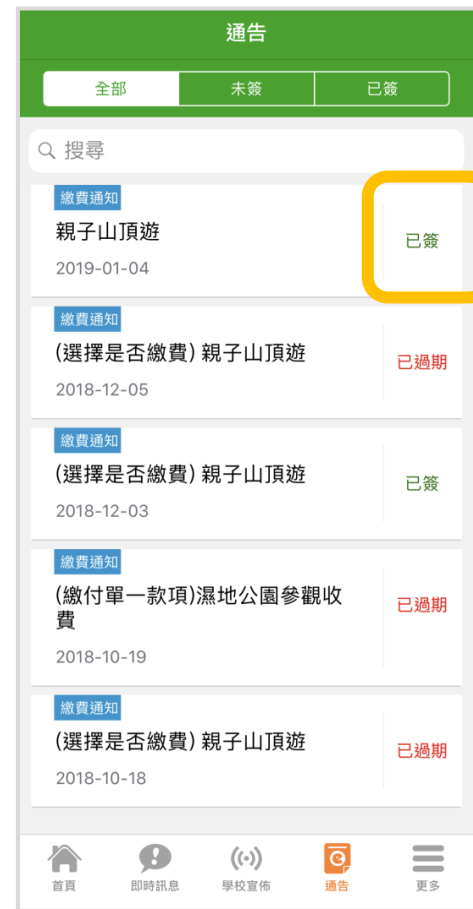 通告
全部 未簽 已簽
搜尋
繳費通知
親子山頂遊
已簽
2019-01-04
繳費通知
(選擇是否繳費) 親子山頂遊
已過期
2018-12-05
繳費通知
(選擇是否繳費) 親子山頂遊
已簽
2018-12-03
繳費通知
(繳付單一款項)濕地公園參觀收
費
已過期
2018-10-19
繳費通知
(選擇是否繳費) 親子山頂遊
已過期
2018-10-18
首頁 即時訊息 學校宣佈 通告 更多